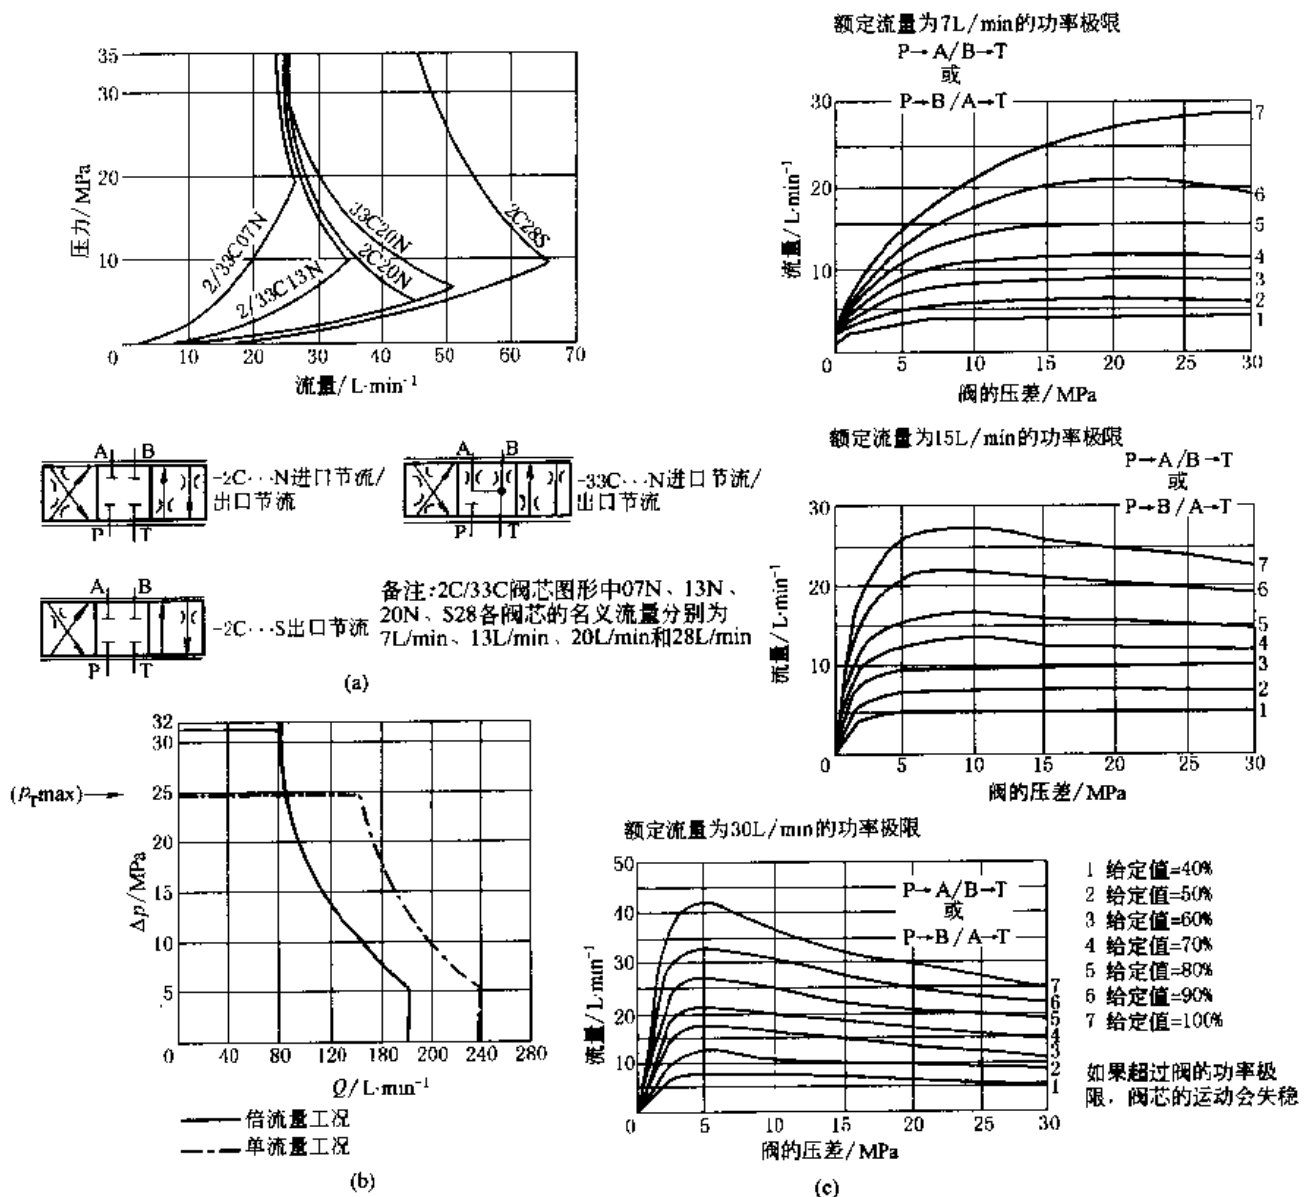 35
30
20
10
0
压力/MPa
2/33C07N
2/33C13N
33C20N
2C20N
2C28S
10
20
30
40
50
60
70
流量/L·min⁻¹
A
B
P
T
-2C···N进口节流/
出口节流
A
B
P
T
-33C···N进口节流/
出口节流
A
B
P
T
-2C···S出口节流
备注:2C/33C阀芯图形中07N、13N、
20N、S28各阀芯的名义流量分别为
7L/min、13L/min、20L/min和28L/min
(a)
32
30
(pTmax)
25
20
15
10
5
Δp/MPa
0
40
80
120
160
200
240
280
Q/L·min⁻¹
倍流量工况
单流量工况
(b)
额定流量为7L/min的功率极限
P→A/B→T
或
P→B/A→T
30
20
10
流量/L·min⁻¹
7
6
5
4
3
2
1
0
5
10
15
20
25
30
阀的压差/MPa
额定流量为15L/min的功率极限
P→A/B→T
或
P→B/A→T
30
20
10
流量/L·min⁻¹
7
6
5
4
3
2
1
0
5
10
15
20
25
30
阀的压差/MPa
额定流量为30L/min的功率极限
P→A/B→T
或
P→B/A→T
50
40
30
20
10
流量/L·min⁻¹
7
6
5
4
3
2
1
0
5
10
15
20
25
30
阀的压差/MPa
1 给定值=40%
2 给定值=50%
3 给定值=60%
4 给定值=70%
5 给定值=80%
6 给定值=90%
7 给定值=100%
如果超过阀的功率极
限，阀芯的运动会失稳
(c)